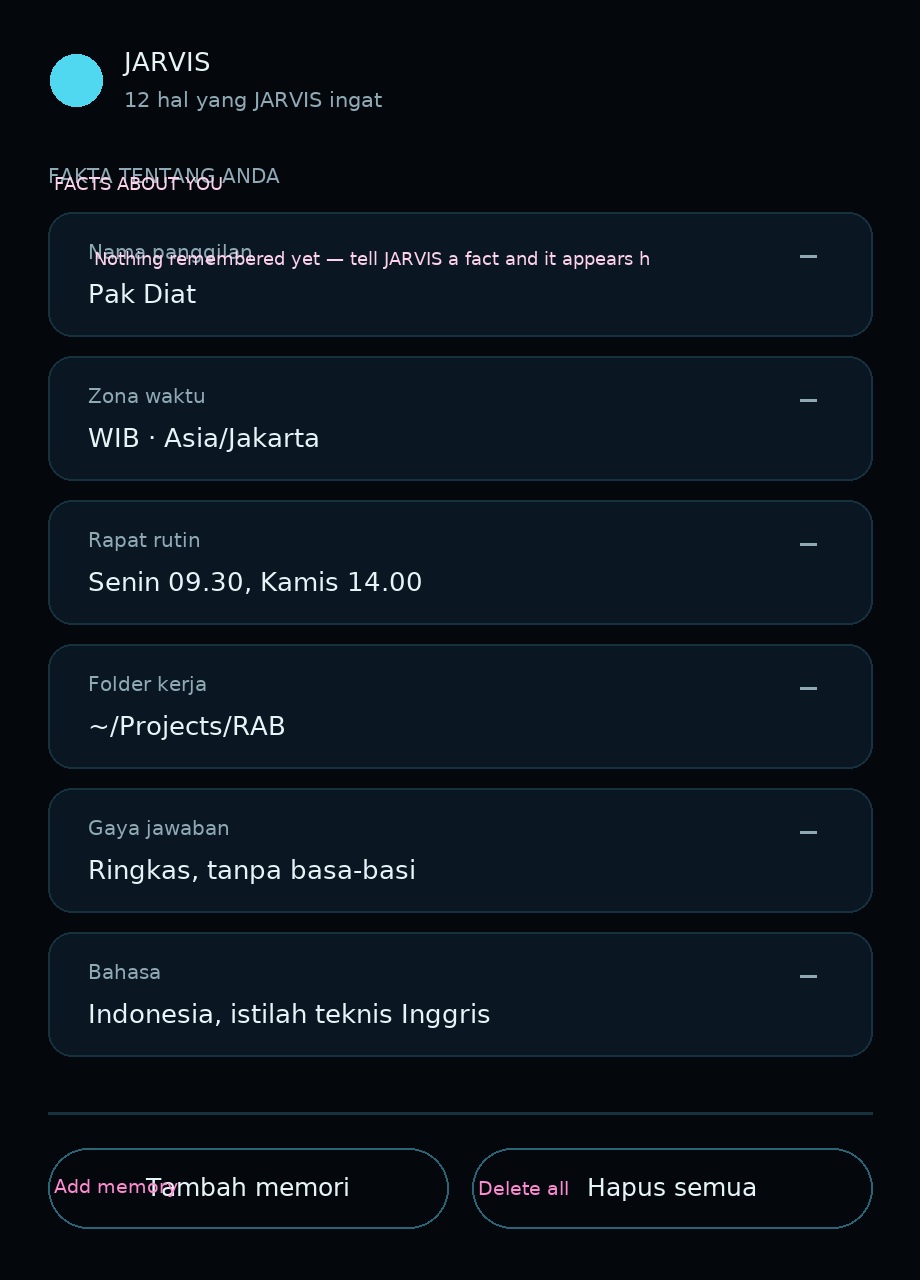 JARVIS
12 hal yang JARVIS ingat
FAKTA TENTANG ANDA
FACTS ABOUT YOU
Nama panggilan
Nothing remembered yet — tell JARVIS a fact and it appears h
Pak Diat
Zona waktu
WIB · Asia/Jakarta
Rapat rutin
Senin 09.30, Kamis 14.00
Folder kerja
~/Projects/RAB
Gaya jawaban
Ringkas, tanpa basa-basi
Bahasa
Indonesia, istilah teknis Inggris
Add memory
Tambah memori
Delete all
Hapus semua